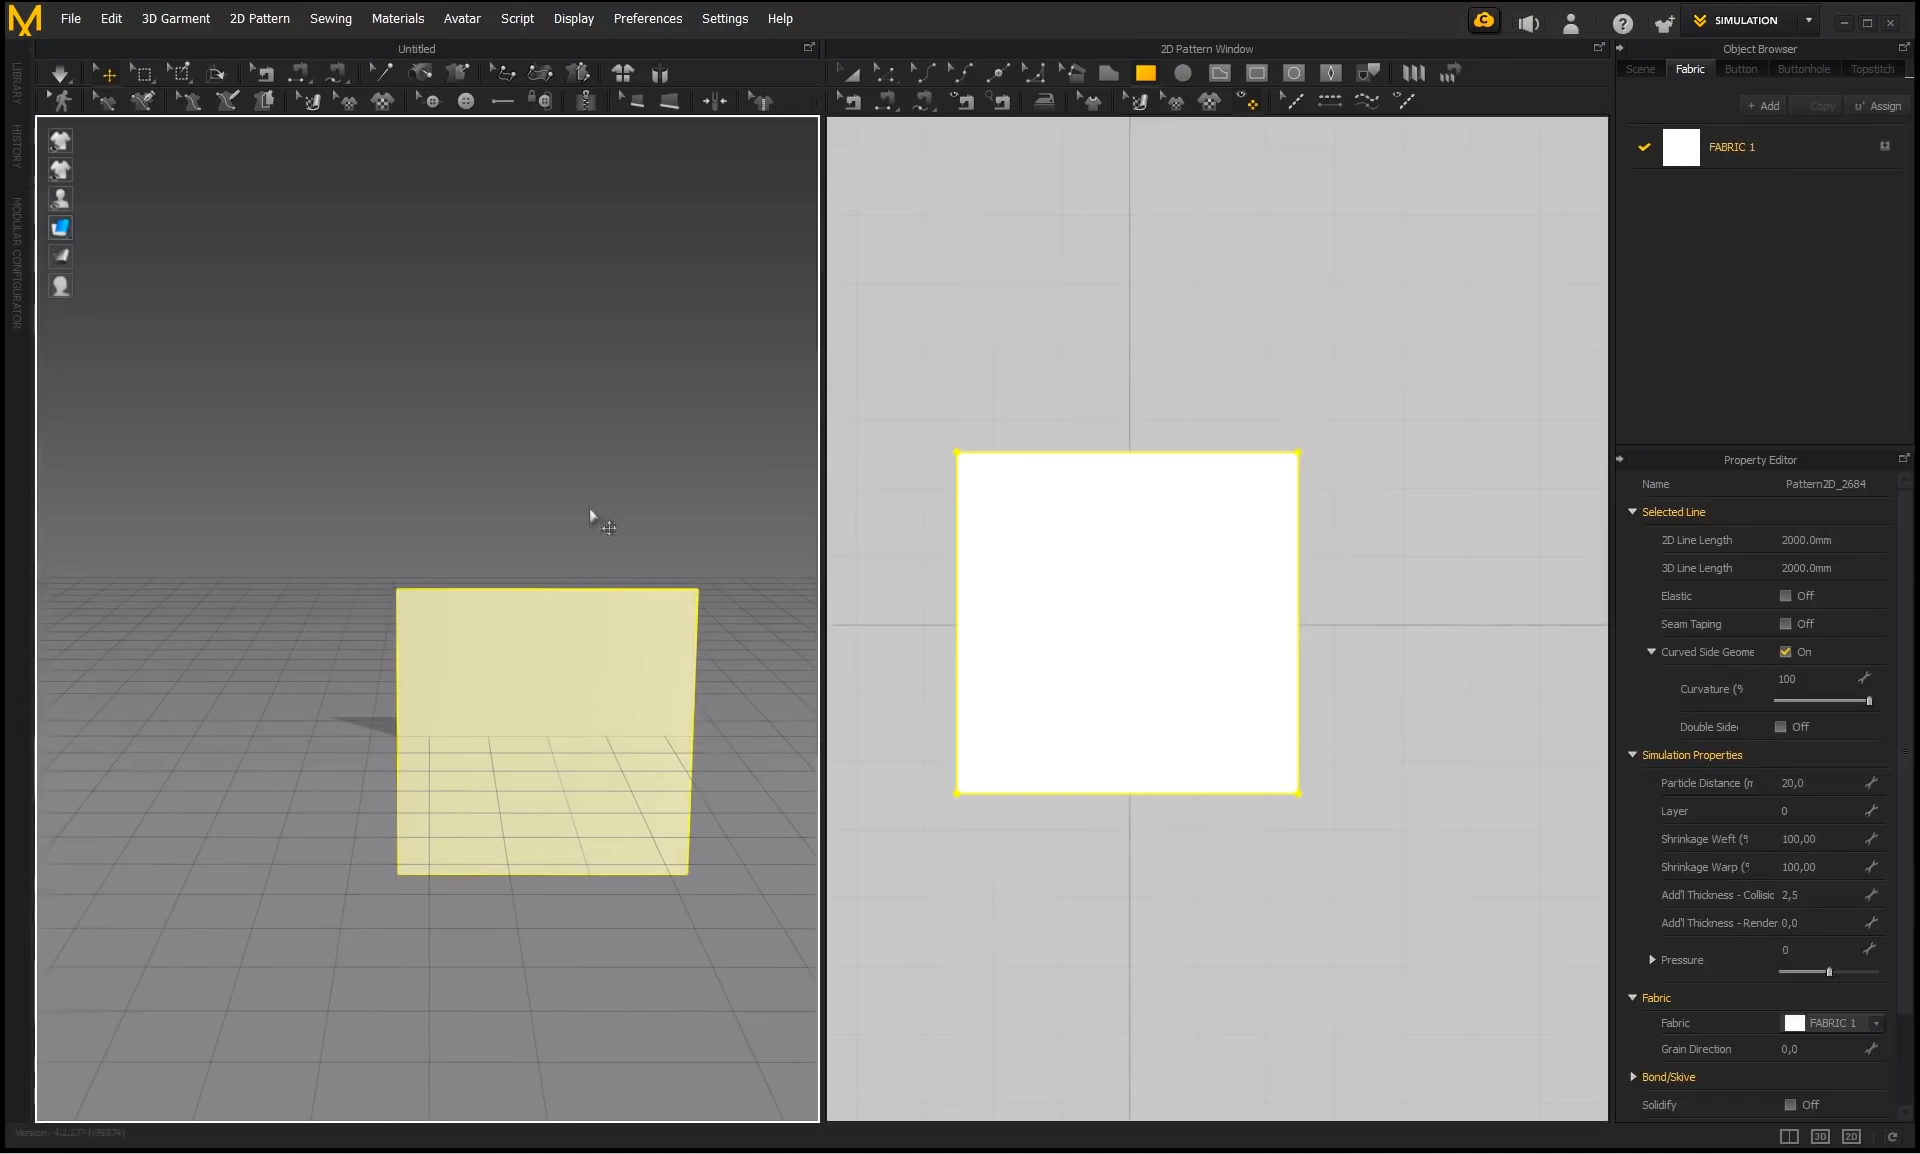 File Edit 3D Garment 2D Pattern Sewing Materials Avatar Script Display Preferences Settings Help
SIMULATION
Untitled
2D Pattern Window
Object Browser
Scene Fabric Button Buttonhole Topstitch
+ Add Copy Assign
FABRIC 1
LIBRARY
HISTORY
MODULAR CONFIGURATOR
Property Editor
Name Pattern2D_2684
Selected Line
2D Line Length 2000.0mm
3D Line Length 2000.0mm
Elastic Off
Seam Taping Off
Curved Side Geome On
Curvature (% 100
Double Side Off
Simulation Properties
Particle Distance (m 20,0
Layer 0
Shrinkage Weft (% 100,00
Shrinkage Warp (% 100,00
Add'l Thickness - Collisic 2,5
Add'l Thickness - Render 0,0
Pressure 0
Fabric
Fabric FABRIC 1
Grain Direction 0,0
Bond/Skive
Solidify Off
3D 2D